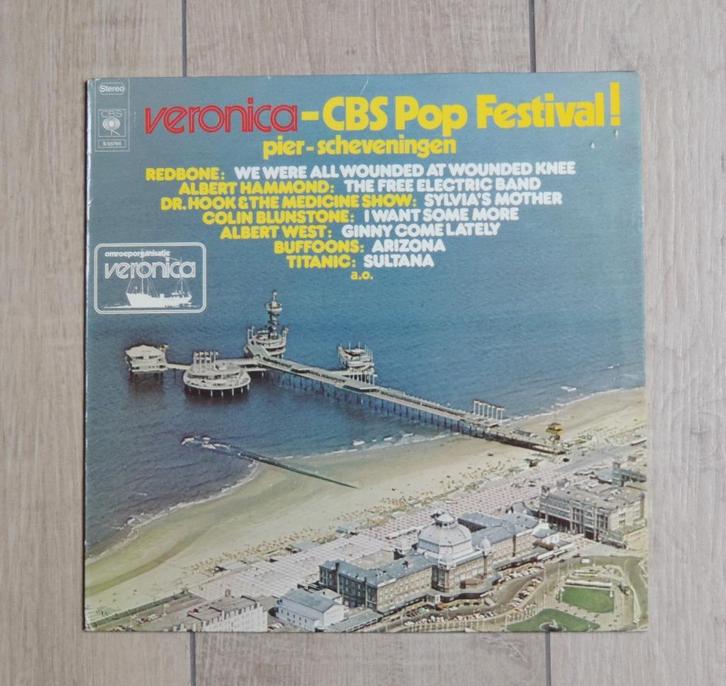 Stereo
CBS
veronica - CBS Pop Festival!
pier - scheveningen
REDBONE: WE WERE ALL WOUNDED AT WOUNDED KNEE
ALBERT HAMMOND: THE FREE ELECTRIC BAND
DR. HOOK & THE MEDICINE SHOW: SYLVIA'S MOTHER
COLIN BLUNSTONE: I WANT SOME MORE
ALBERT WEST: GINNY COME LATELY
BUFFOONS: ARIZONA
TITANIC: SULTANA
a.o.
omroeporganisatie
veronica